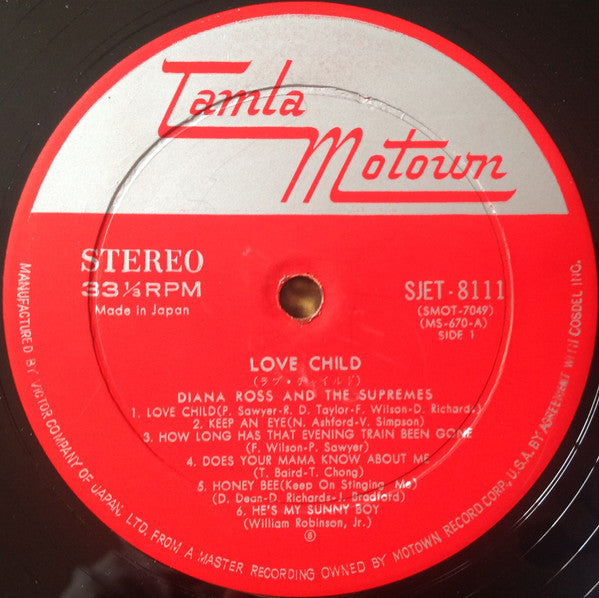 Tamla
Motown
STEREO
33⅓RPM
Made in Japan
SJET-8111
(SMOT-7049)
(MS-670-A)
SIDE 1
LOVE CHILD
(ラブ・チャイルド)
DIANA ROSS AND THE SUPREMES
1. LOVE CHILD(P. Sawyer-R. D. Taylor-F. Wilson-D. Richards)
2. KEEP AN EYE(N. Ashford-V. Simpson)
3. HOW LONG HAS THAT EVENING TRAIN BEEN GONE
(F. Wilson-P. Sawyer)
4. DOES YOUR MAMA KNOW ABOUT ME
(T. Baird-T. Chong)
5. HONEY BEE(Keep On Stinging Me)
(D. Dean-D. Richards-J. Bradford)
6. HE'S MY SUNNY BOY
(William Robinson, Jr.)
MANUFACTURED BY VICTOR COMPANY OF JAPAN, LTD. FROM A MASTER RECORDING OWNED BY MOTOWN RECORD CORP., U.S.A. BY AGREEMENT WITH COSDEL INC.